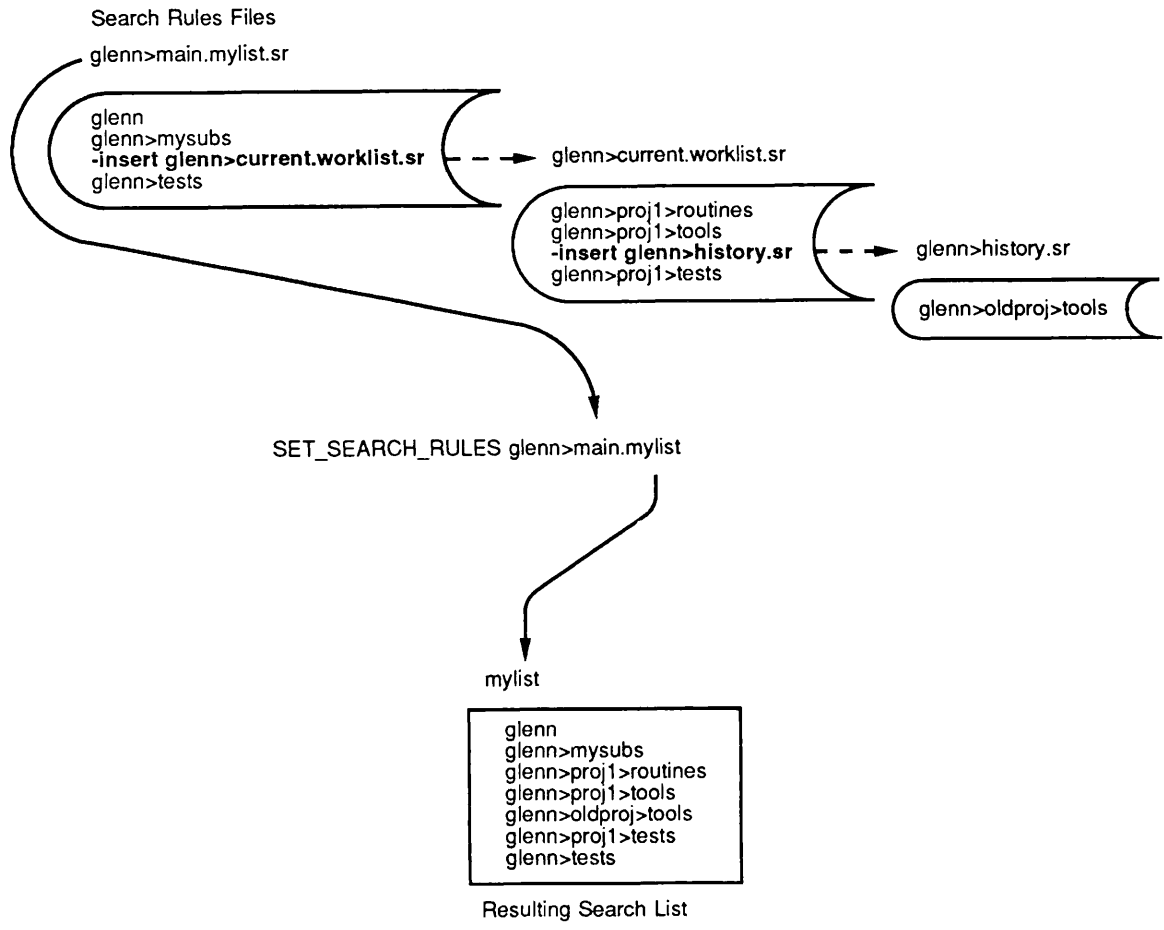 Search Rules Files
glenn>main.mylist.sr
glenn
glenn>mysubs
-insert glenn>current.worklist.sr
glenn>tests
glenn>current.worklist.sr
glenn>proj1>routines
glenn>proj1>tools
-insert glenn>history.sr
glenn>proj1>tests
glenn>history.sr
glenn>oldproj>tools
SET_SEARCH_RULES glenn>main.mylist
mylist
glenn
glenn>mysubs
glenn>proj1>routines
glenn>proj1>tools
glenn>oldproj>tools
glenn>proj1>tests
glenn>tests
Resulting Search List